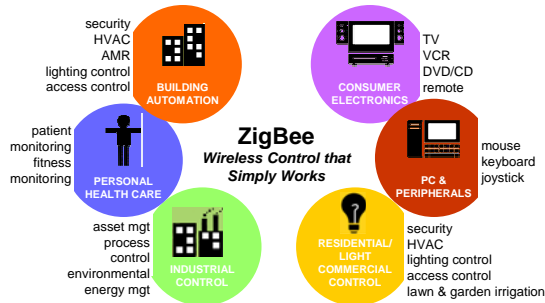 security
HVAC
AMR
lighting control
access control
BUILDING
AUTOMATION
TV
VCR
DVD/CD
remote
CONSUMER
ELECTRONICS
patient
monitoring
fitness
monitoring
PERSONAL
HEALTH CARE
ZigBee
Wireless Control that
Simply Works
mouse
keyboard
joystick
PC &
PERIPHERALS
asset mgt
process
control
environmental
energy mgt
INDUSTRIAL
CONTROL
RESIDENTIAL/
LIGHT
COMMERCIAL
CONTROL
security
HVAC
lighting control
access control
lawn & garden irrigation